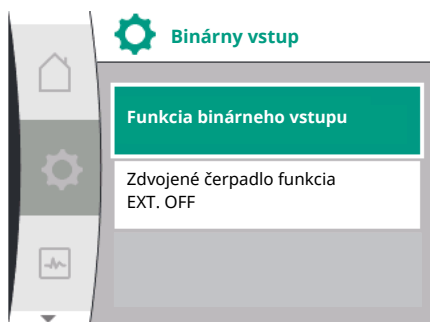 Binárny vstup
Funkcia binárneho vstupu
Zdvojené čerpadlo funkcia
EXT. OFF